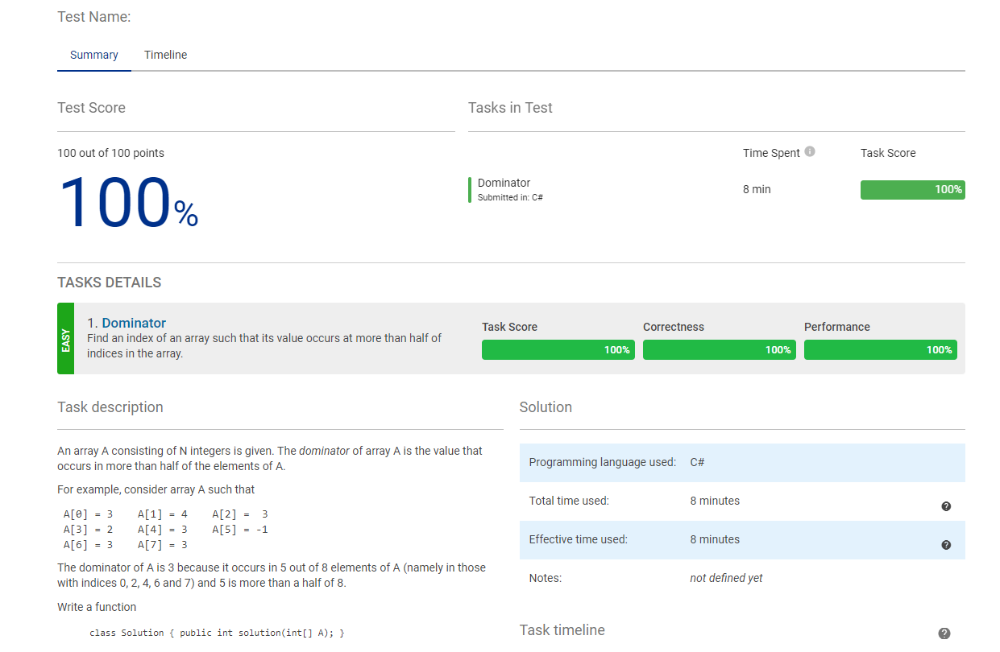 Test Name:
Summary Timeline
Test Score
Tasks in Test
100 out of 100 points
Time Spent
Task Score
100%
Dominator
Submitted in: C#
8 min
100%
TASKS DETAILS
EASY
1. Dominator
Find an index of an array such that its value occurs at more than half of
indices in the array.
Task Score
Correctness
Performance
100%
100%
100%
Task description
An array A consisting of N integers is given. The dominator of array A is the value that
occurs in more than half of the elements of A.
For example, consider array A such that
A[0] = 3 A[1] = 4 A[2] = 3
A[3] = 2 A[4] = 3 A[5] = -1
A[6] = 3 A[7] = 3
The dominator of A is 3 because it occurs in 5 out of 8 elements of A (namely in those
with indices 0, 2, 4, 6 and 7) and 5 is more than a half of 8.
Write a function
class Solution { public int solution(int[] A); }
Solution
Programming language used: C#
Total time used: 8 minutes
Effective time used: 8 minutes
Notes: not defined yet
Task timeline